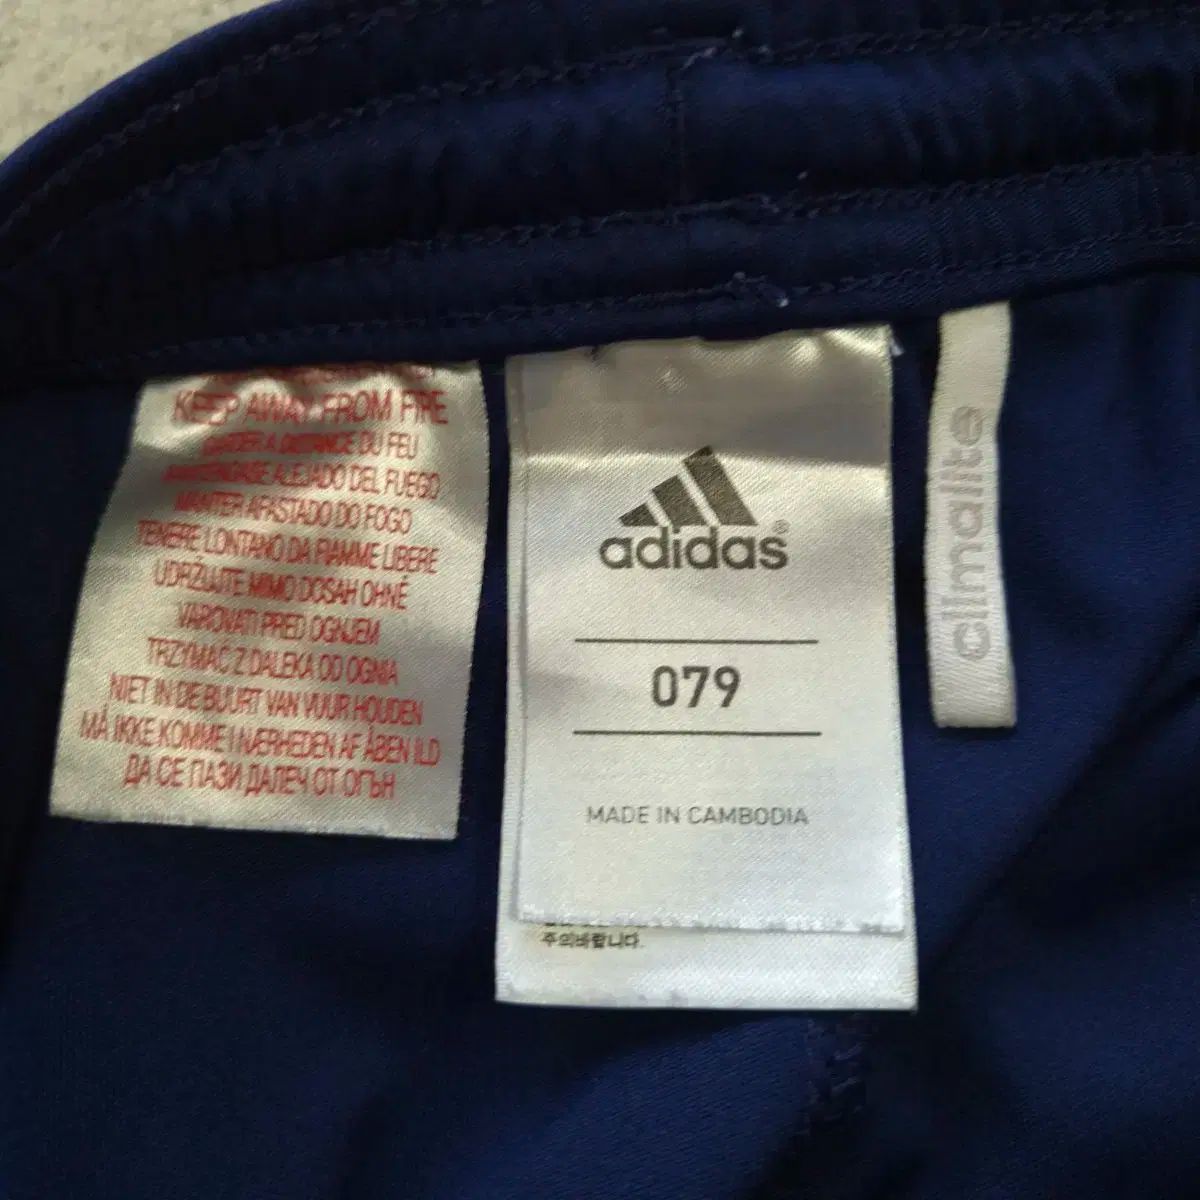 KEEP AWAY FROM FIRE
GARDER A DISTANCE DU FEU
MANTENGASE ALEJADO DEL FUEGO
MANTER AFASTADO DO FOGO
TENERE LONTANO DA FIAMME LIBERE
UDRŽUJTE MIMO DOSAH OHNĚ
VAROVATI PRED OGNJEM
TRZYMAC Z DALEKA OD OGNIA
NIET IN DE BUURT VAN VUUR HOUDEN
MÅ IKKE KOMME I NÆRHEDEN AF ÅBEN ILD
ДА СЕ ПАЗИ ДАЛЕЧ ОТ ОГЪН
adidas®
079
MADE IN CAMBODIA
주의바랍니다.
climalite®